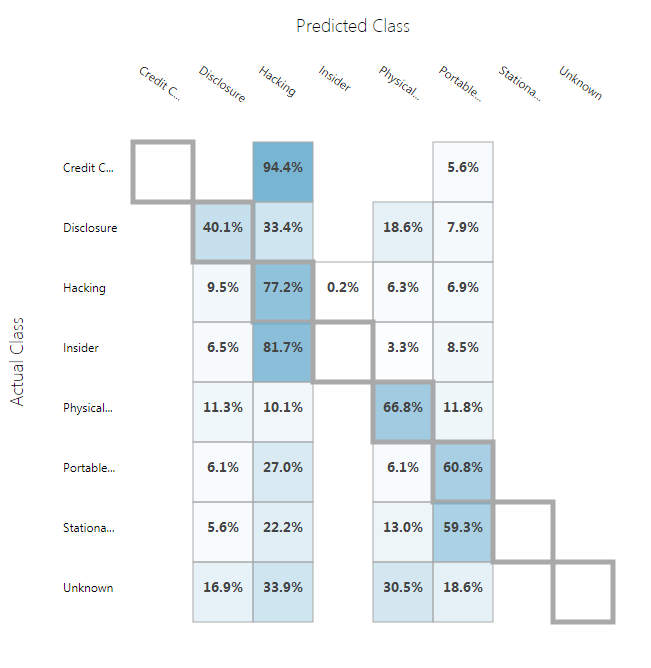 Predicted Class
Credit C... Disclosure Hacking Insider Physical... Portable... Stationa... Unknown
Actual Class
Credit C... 94.4% 5.6%
Disclosure 40.1% 33.4% 18.6% 7.9%
Hacking 9.5% 77.2% 0.2% 6.3% 6.9%
Insider 6.5% 81.7% 3.3% 8.5%
Physical... 11.3% 10.1% 66.8% 11.8%
Portable... 6.1% 27.0% 6.1% 60.8%
Stationa... 5.6% 22.2% 13.0% 59.3%
Unknown 16.9% 33.9% 30.5% 18.6%